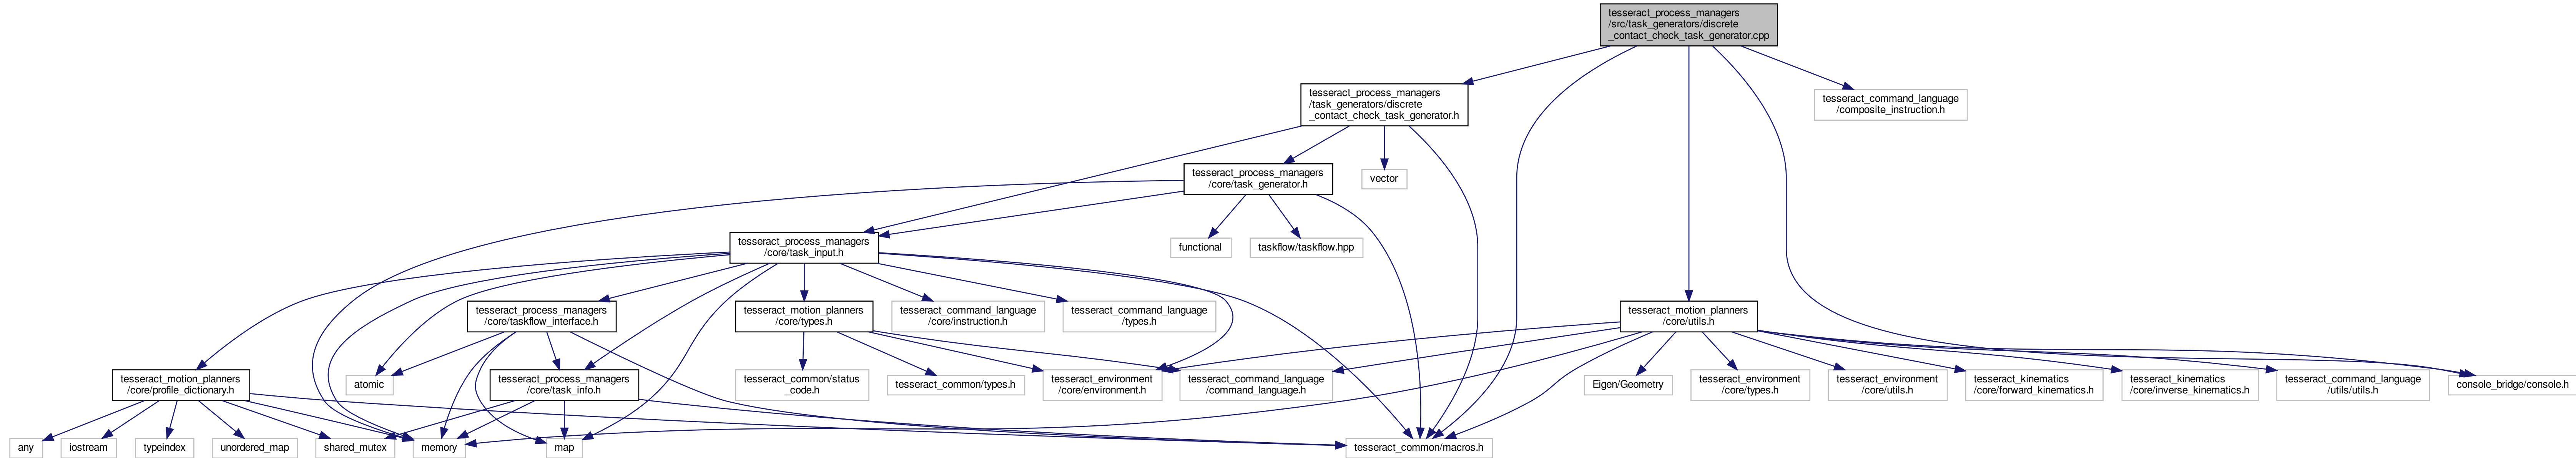 tesseract_process_managers
/src/task_generators/discrete
_contact_check_task_generator.cpp
tesseract_process_managers
/task_generators/discrete
_contact_check_task_generator.h
tesseract_command_language
/composite_instruction.h
tesseract_process_managers
/core/task_generator.h
vector
tesseract_process_managers
/core/task_input.h
functional
taskflow/taskflow.hpp
tesseract_process_managers
/core/taskflow_interface.h
tesseract_motion_planners
/core/types.h
tesseract_command_language
/core/instruction.h
tesseract_command_language
/types.h
tesseract_motion_planners
/core/utils.h
tesseract_motion_planners
/core/profile_dictionary.h
atomic
tesseract_process_managers
/core/task_info.h
tesseract_common/status
_code.h
tesseract_common/types.h
tesseract_environment
/core/environment.h
tesseract_command_language
/command_language.h
Eigen/Geometry
tesseract_environment
/core/types.h
tesseract_environment
/core/utils.h
tesseract_kinematics
/core/forward_kinematics.h
tesseract_kinematics
/core/inverse_kinematics.h
tesseract_command_language
/utils/utils.h
console_bridge/console.h
any
iostream
typeindex
unordered_map
shared_mutex
memory
map
tesseract_common/macros.h